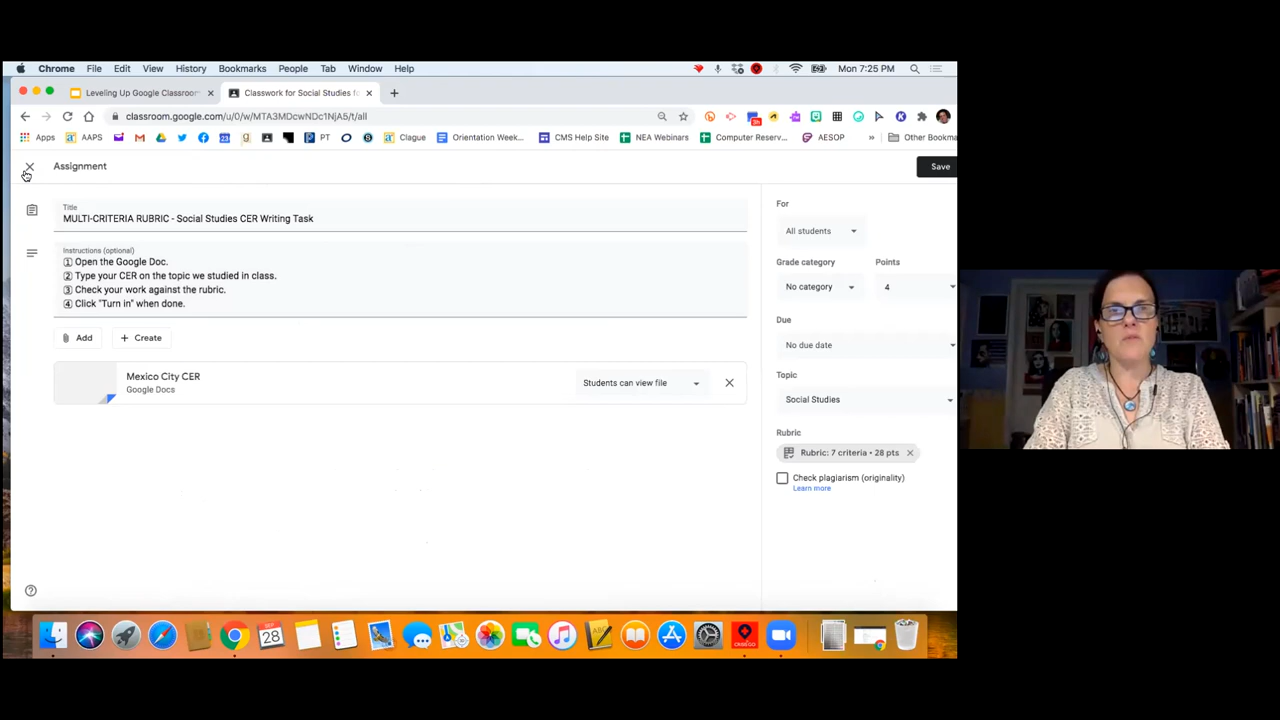 Chrome File Edit View History Bookmarks People Tab Window Help Mon 7:25 PM
Leveling Up Google Classroom Classwork for Social Studies fo
classroom.google.com/u/0/w/MTA3MDcwNDc1NjA5/t/all
Apps AAPS PT Clague Orientation Week... CMS Help Site NEA Webinars Computer Reserv... AESOP » Other Bookma
Assignment
Save
Title
MULTI-CRITERIA RUBRIC - Social Studies CER Writing Task
Instructions (optional)
① Open the Google Doc.
② Type your CER on the topic we studied in class.
③ Check your work against the rubric.
④ Click "Turn in" when done.
Add Create
Mexico City CER
Google Docs
Students can view file
For
All students
Grade category Points
No category 4
Due
No due date
Topic
Social Studies
Rubric
Rubric: 7 criteria • 28 pts
Check plagiarism (originality)
Learn more
SEP
28